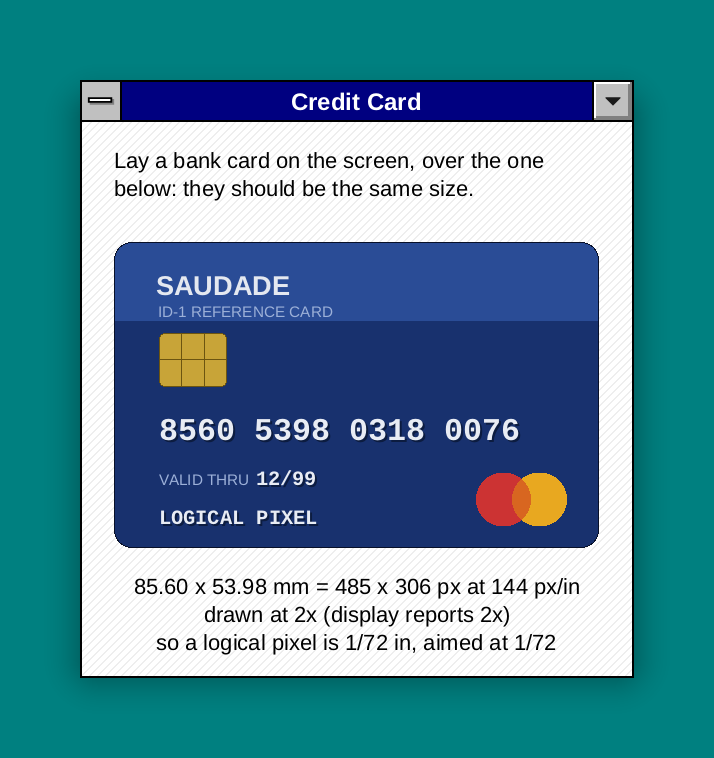 Credit Card
Lay a bank card on the screen, over the one
below: they should be the same size.
SAUDADE
ID-1 REFERENCE CARD
8560 5398 0318 0076
VALID THRU 12/99
LOGICAL PIXEL
85.60 x 53.98 mm = 485 x 306 px at 144 px/in
drawn at 2x (display reports 2x)
so a logical pixel is 1/72 in, aimed at 1/72